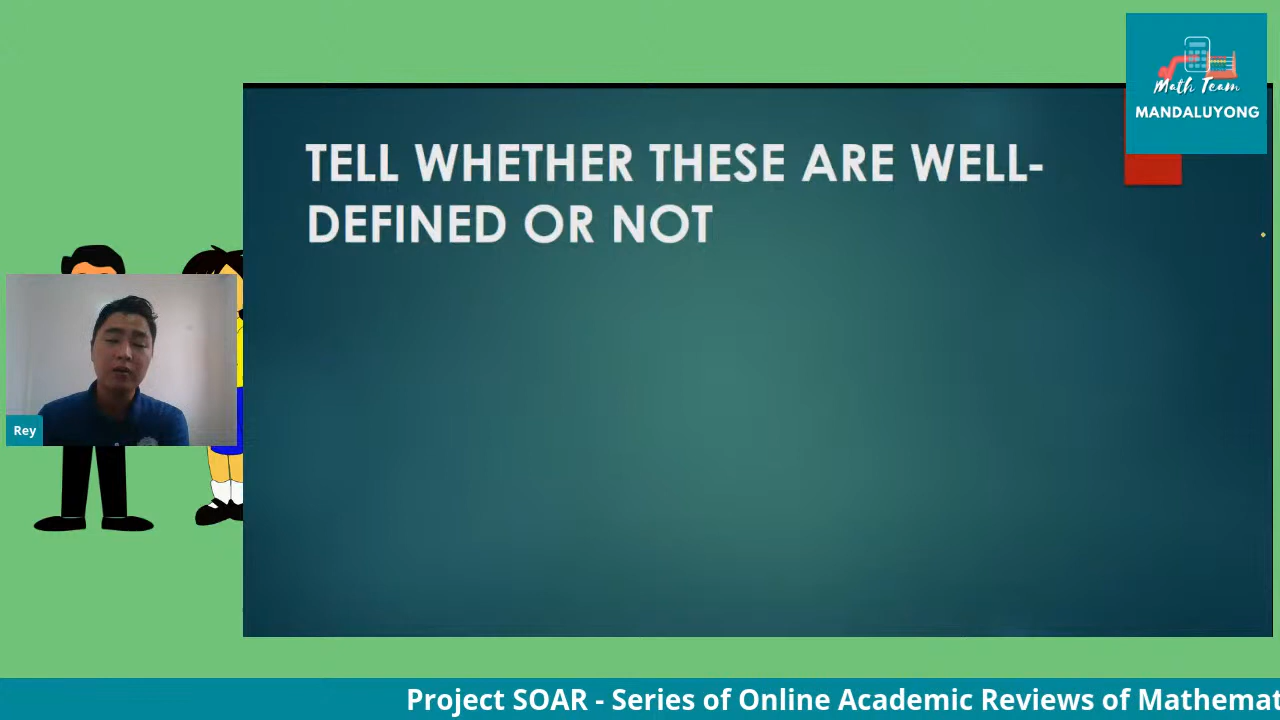 Math Team
MANDALUYONG
TELL WHETHER THESE ARE WELL-
DEFINED OR NOT
Rey
Project SOAR - Series of Online Academic Reviews of Mathemat